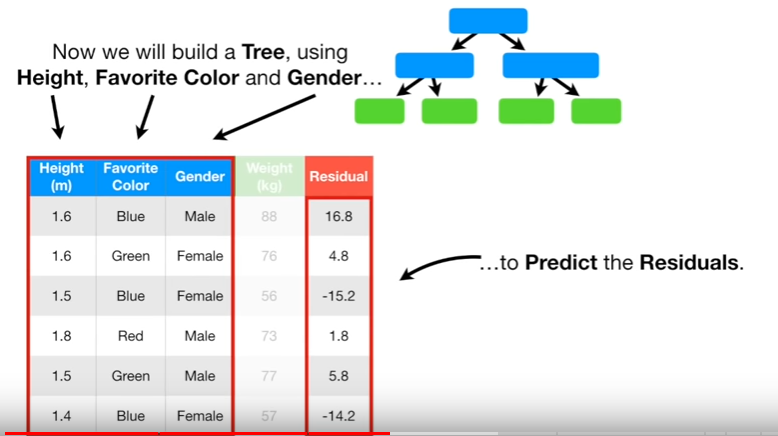 Now we will build a Tree, using
Height, Favorite Color and Gender…
Height (m) Favorite Color Gender Weight (kg) Residual
1.6 Blue Male 88 16.8
1.6 Green Female 76 4.8
1.5 Blue Female 56 -15.2
1.8 Red Male 73 1.8
1.5 Green Male 77 5.8
1.4 Blue Female 57 -14.2
…to Predict the Residuals.